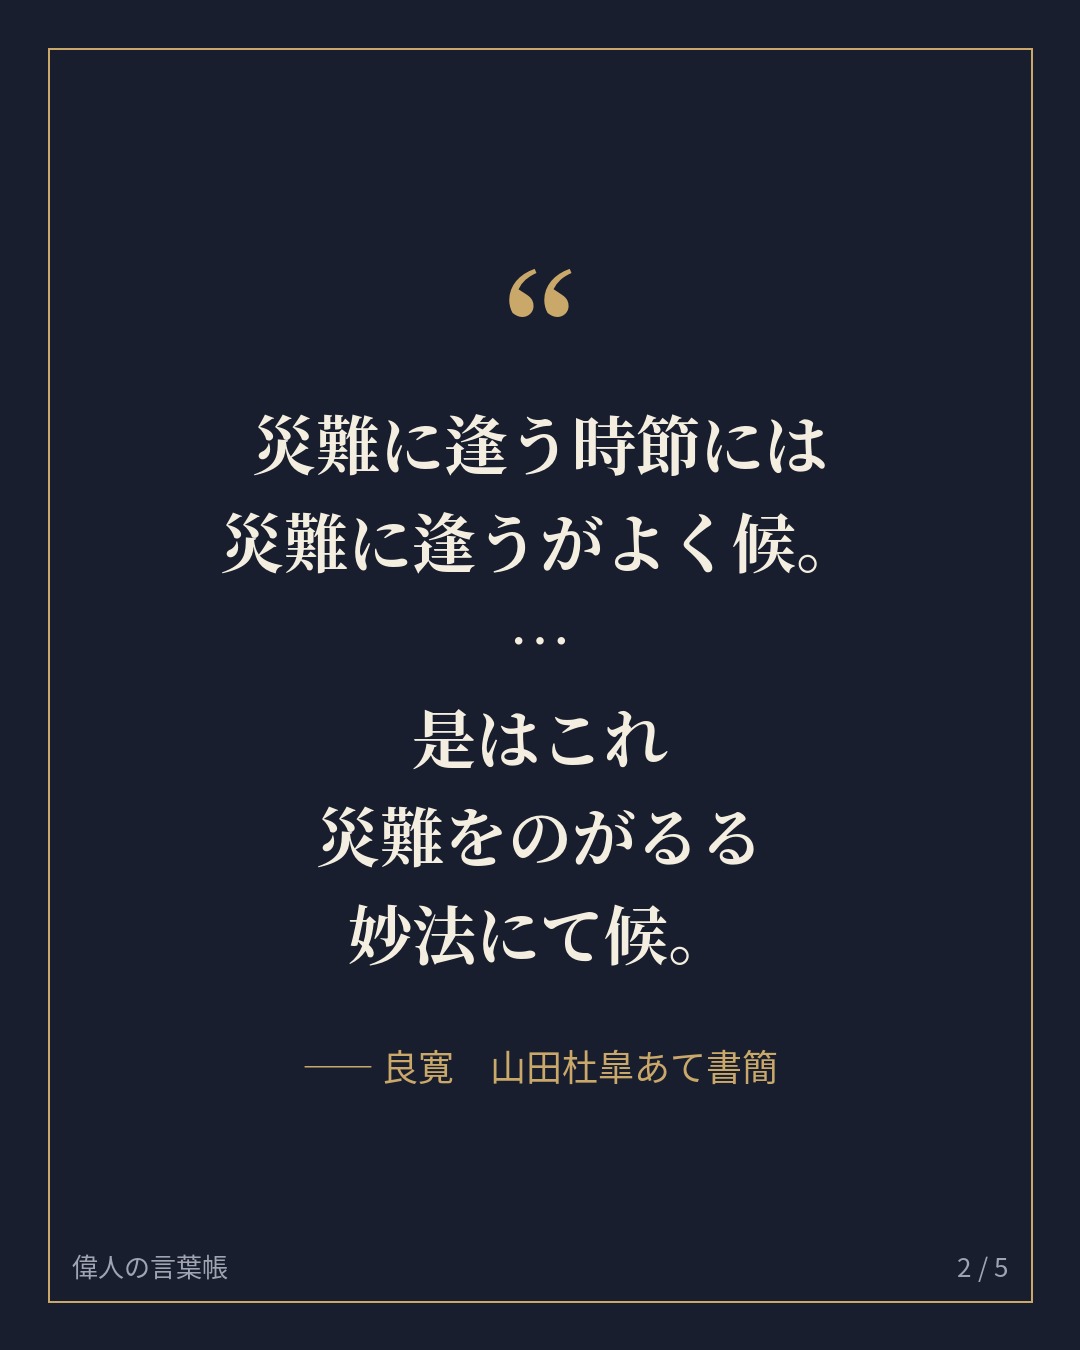 “
災難に逢う時節には
災難に逢うがよく候。
…
是はこれ
災難をのがるる
妙法にて候。
── 良寛　山田杜皐あて書簡
偉人の言葉帳
2 / 5